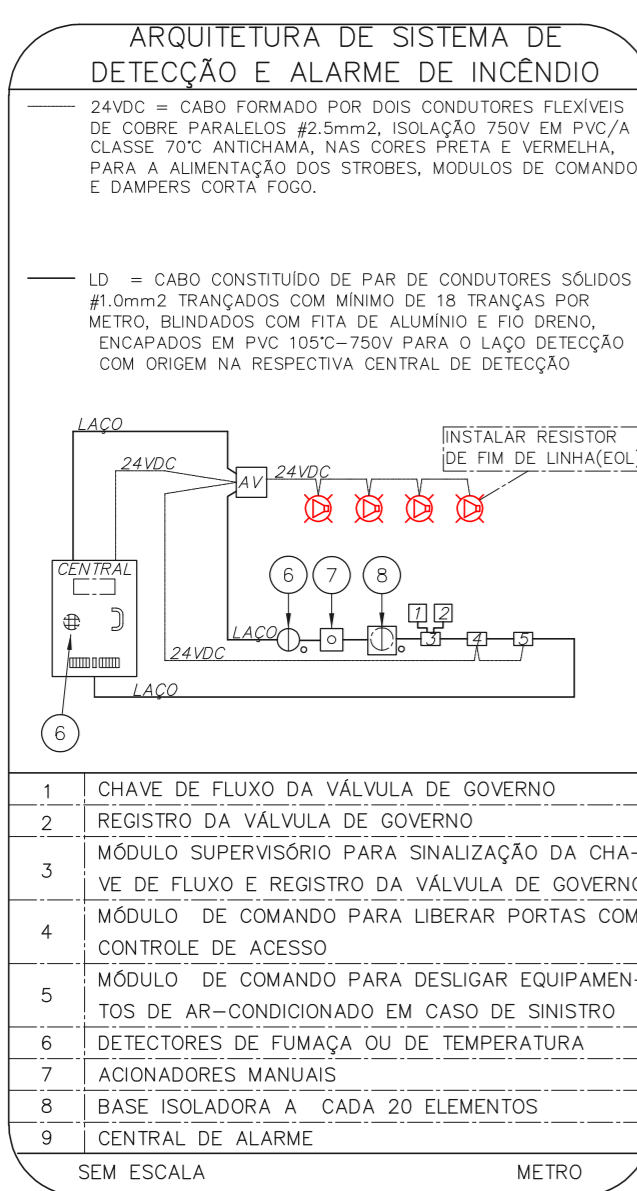 ARQUITETURA DE SISTEMA DE
DETECÇÃO E ALARME DE INCÊNDIO
24VDC = CABO FORMADO POR DOIS CONDUTORES FLEXÍVEIS
DE COBRE PARALELOS #2.5mm2, ISOLAÇÃO 750V EM PVC/A
CLASSE 70°C ANTICHAMA, NAS CORES PRETA E VERMELHA,
PARA A ALIMENTAÇÃO DOS STROBES, MODULOS DE COMANDO
E DAMPERS CORTA FOGO.
LD = CABO CONSTITUÍDO DE PAR DE CONDUTORES SÓLIDOS
#1.0mm2 TRANÇADOS COM MÍNIMO DE 18 TRANÇAS POR
METRO, BLINDADOS COM FITA DE ALUMÍNIO E FIO DRENO,
ENCAPADOS EM PVC 105°C-750V PARA O LAÇO DETECÇÃO
COM ORIGEM NA RESPECTIVA CENTRAL DE DETECÇÃO
LAÇO
INSTALAR RESISTOR
DE FIM DE LINHA(EOL)
24VDC
24VDC
AV
CENTRAL
6 7 8
1 2
LAÇO
3 4 5
24VDC
LAÇO
6
1 CHAVE DE FLUXO DA VÁLVULA DE GOVERNO
2 REGISTRO DA VÁLVULA DE GOVERNO
3 MÓDULO SUPERVISÓRIO PARA SINALIZAÇÃO DA CHA-
VE DE FLUXO E REGISTRO DA VÁLVULA DE GOVERNO
4 MÓDULO DE COMANDO PARA LIBERAR PORTAS COM
CONTROLE DE ACESSO
5 MÓDULO DE COMANDO PARA DESLIGAR EQUIPAMEN-
TOS DE AR-CONDICIONADO EM CASO DE SINISTRO
6 DETECTORES DE FUMAÇA OU DE TEMPERATURA
7 ACIONADORES MANUAIS
8 BASE ISOLADORA A CADA 20 ELEMENTOS
9 CENTRAL DE ALARME
SEM ESCALA METRO